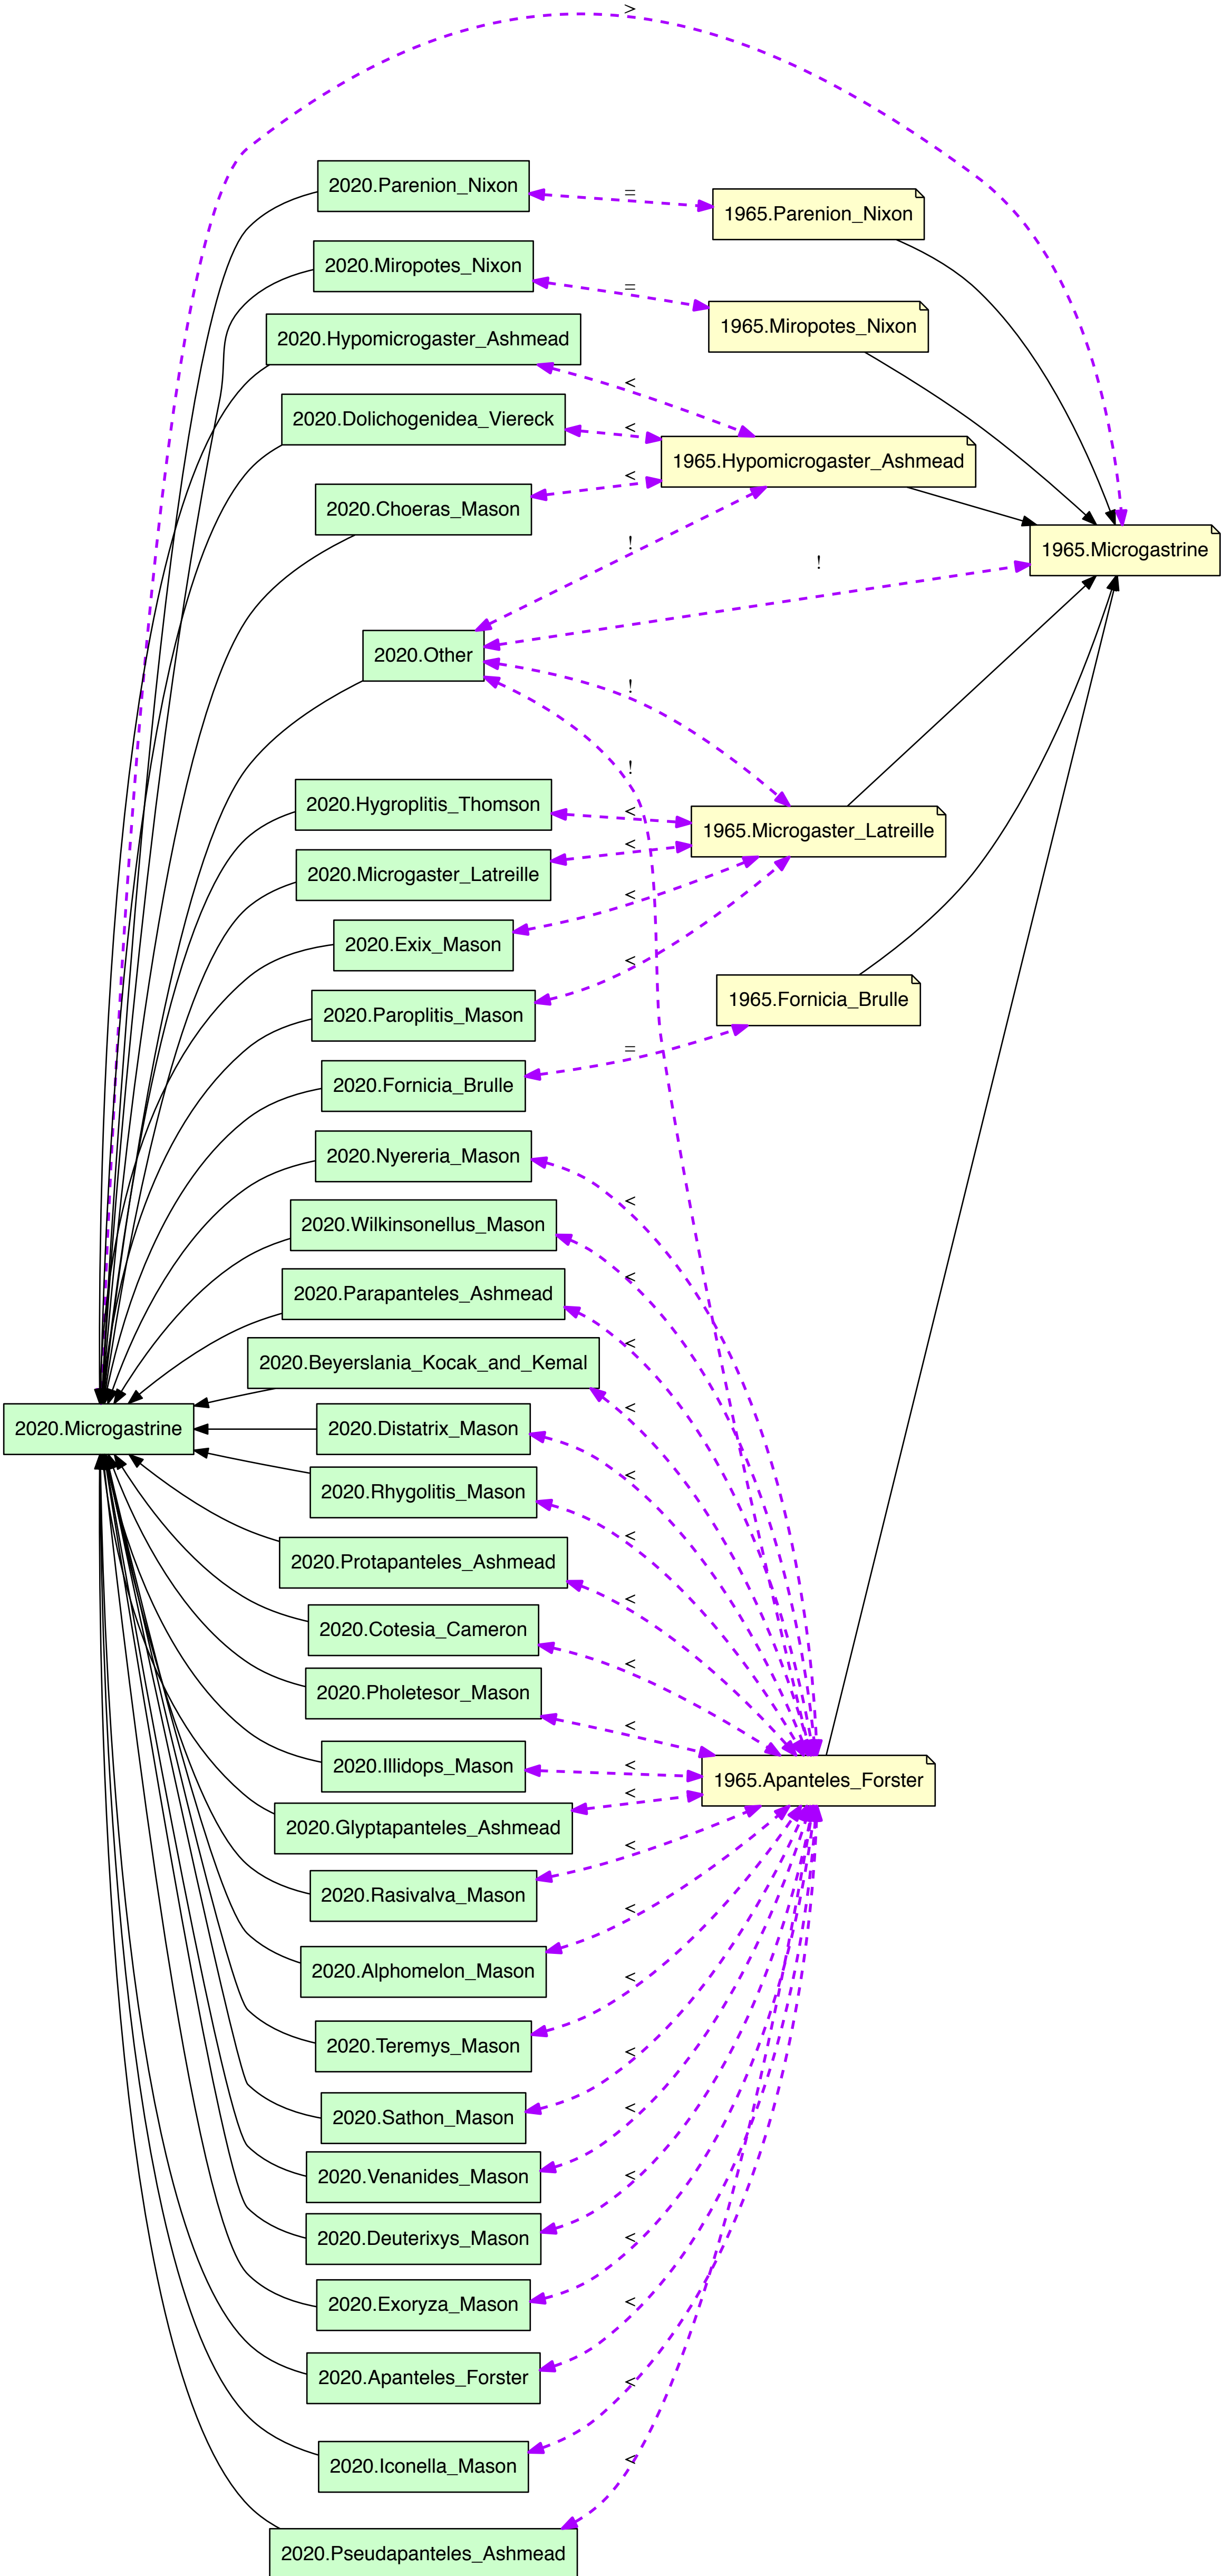 >
2020.Parenion_Nixon
=
1965.Parenion_Nixon
2020.Miropotes_Nixon
=
1965.Miropotes_Nixon
2020.Hypomicrogaster_Ashmead
<
2020.Dolichogenidea_Viereck
<
1965.Hypomicrogaster_Ashmead
<
2020.Choeras_Mason
!
!
1965.Microgastrine
2020.Other
!
!
2020.Hygroplitis_Thomson
<
1965.Microgaster_Latreille
<
2020.Microgaster_Latreille
<
2020.Exix_Mason
<
1965.Fornicia_Brulle
2020.Paroplitis_Mason
=
2020.Fornicia_Brulle
2020.Nyereria_Mason
<
2020.Wilkinsonellus_Mason
<
2020.Parapanteles_Ashmead
<
2020.Beyerslania_Kocak_and_Kemal
<
2020.Microgastrine
2020.Distatrix_Mason
<
2020.Rhygolitis_Mason
<
2020.Protapanteles_Ashmead
<
2020.Cotesia_Cameron
<
2020.Pholetesor_Mason
<
2020.Illidops_Mason
<
1965.Apanteles_Forster
<
2020.Glyptapanteles_Ashmead
<
2020.Rasivalva_Mason
<
2020.Alphomelon_Mason
<
2020.Teremys_Mason
<
2020.Sathon_Mason
<
2020.Venanides_Mason
<
2020.Deuterixys_Mason
<
2020.Exoryza_Mason
<
2020.Apanteles_Forster
<
2020.Iconella_Mason
<
2020.Pseudapanteles_Ashmead